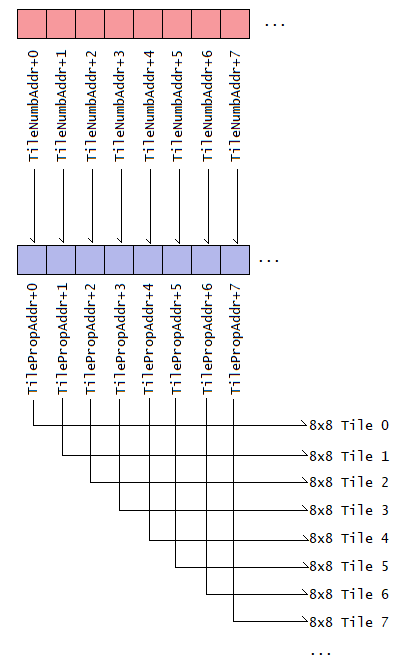 ...
TileNumbAddr+0
TileNumbAddr+1
TileNumbAddr+2
TileNumbAddr+3
TileNumbAddr+4
TileNumbAddr+5
TileNumbAddr+6
TileNumbAddr+7
...
TilePropAddr+0
TilePropAddr+1
TilePropAddr+2
TilePropAddr+3
TilePropAddr+4
TilePropAddr+5
TilePropAddr+6
TilePropAddr+7
8x8 Tile 0
8x8 Tile 1
8x8 Tile 2
8x8 Tile 3
8x8 Tile 4
8x8 Tile 5
8x8 Tile 6
8x8 Tile 7
...